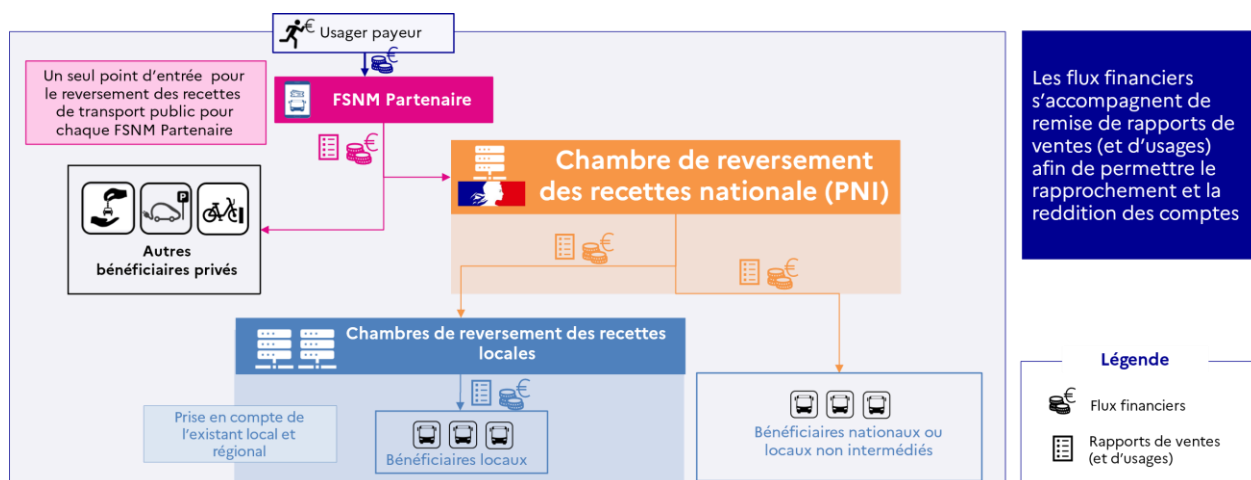 Usager payeur
Un seul point d'entrée pour
le reversement des recettes
de transport public pour
chaque FSNM Partenaire
FSNM Partenaire
Chambre de reversement
des recettes nationale (PNI)
Autres
bénéficiaires privés
Chambres de reversement des recettes
locales
Prise en compte de
l'existant local et
régional
Bénéficiaires locaux
Bénéficiaires nationaux ou
locaux non intermédiés
Les flux financiers
s'accompagnent de
remise de rapports de
ventes (et d'usages)
afin de permettre le
rapprochement et la
reddition des comptes
Légende
Flux financiers
Rapports de ventes
(et d'usages)